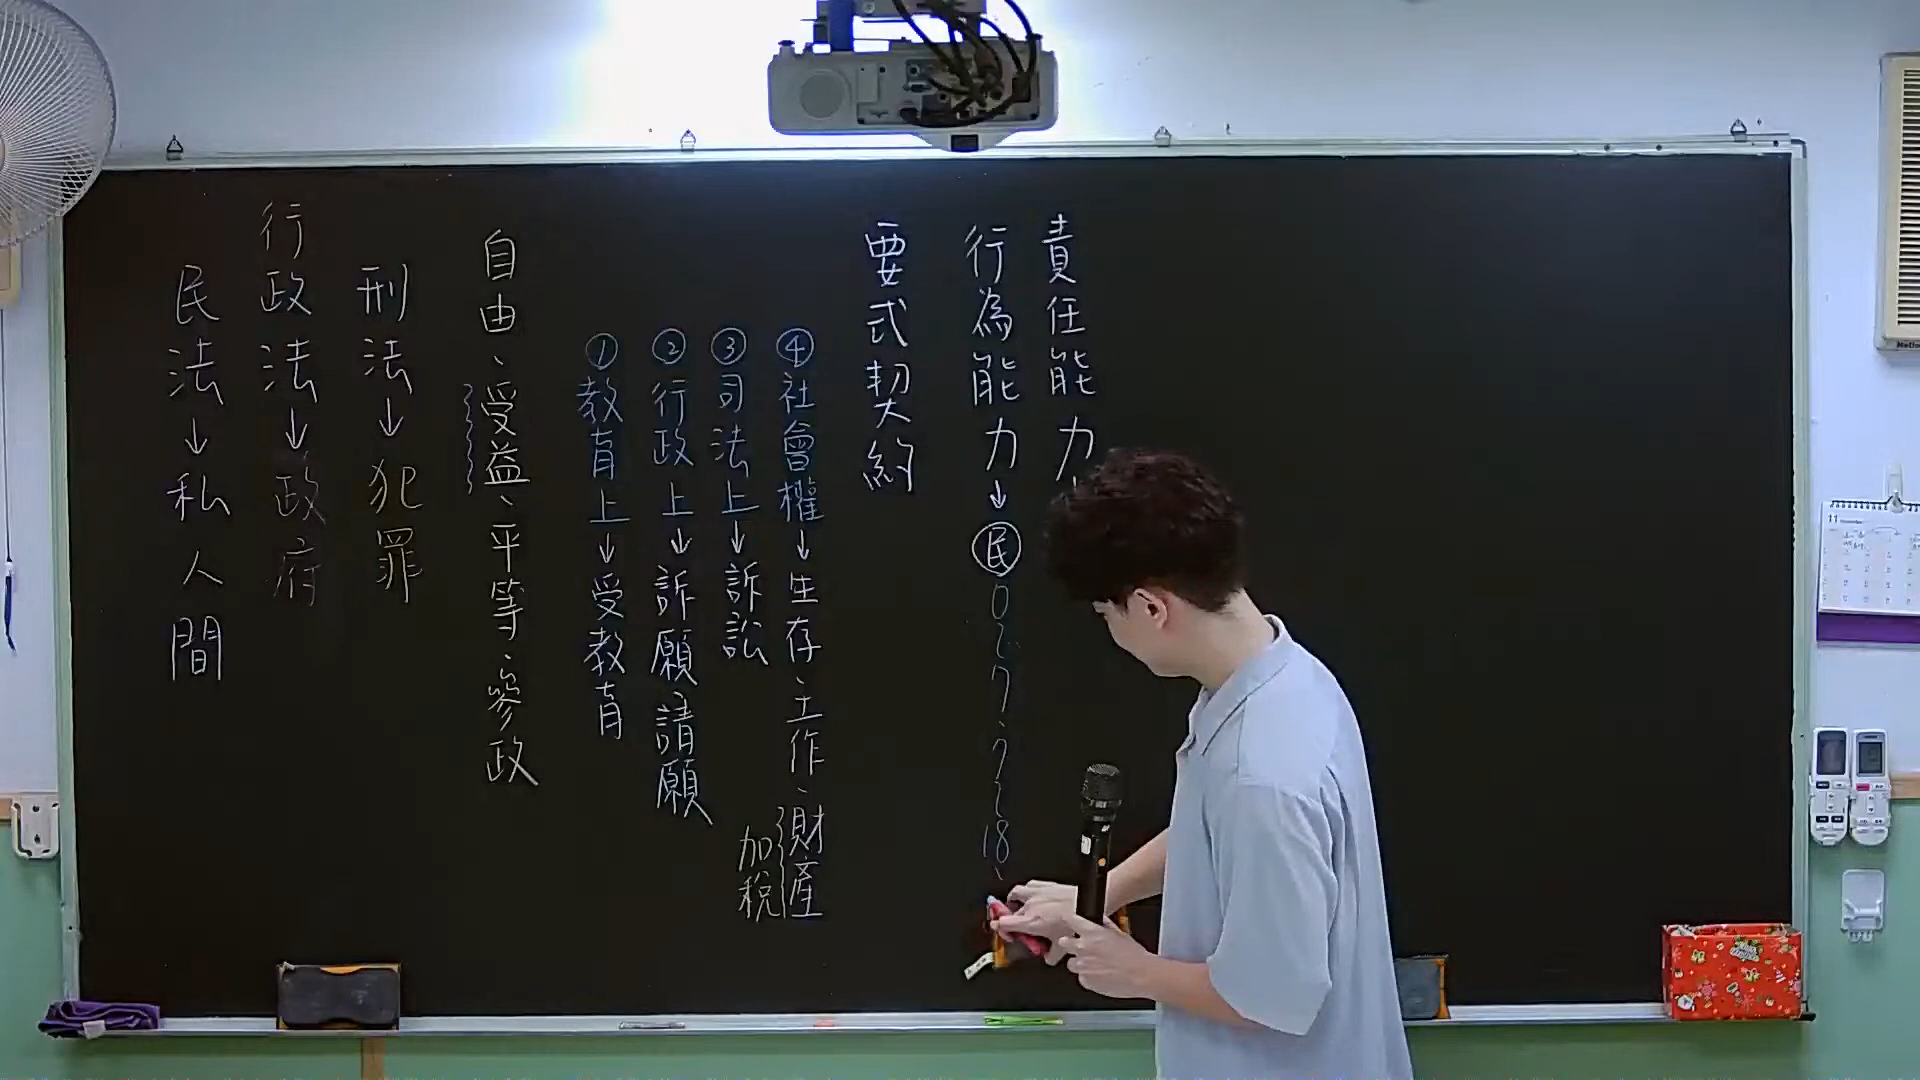 責任能力
行為能力→㊍0~7、7~18、
要式契約
④社會權→生存、工作、財產
加稅
③司法上→訴訟
②行政上→訴願、請願
①教育上→受教育
自由、受益、平等、參政
刑法→犯罪
行政法→政府
民法→私人間
11